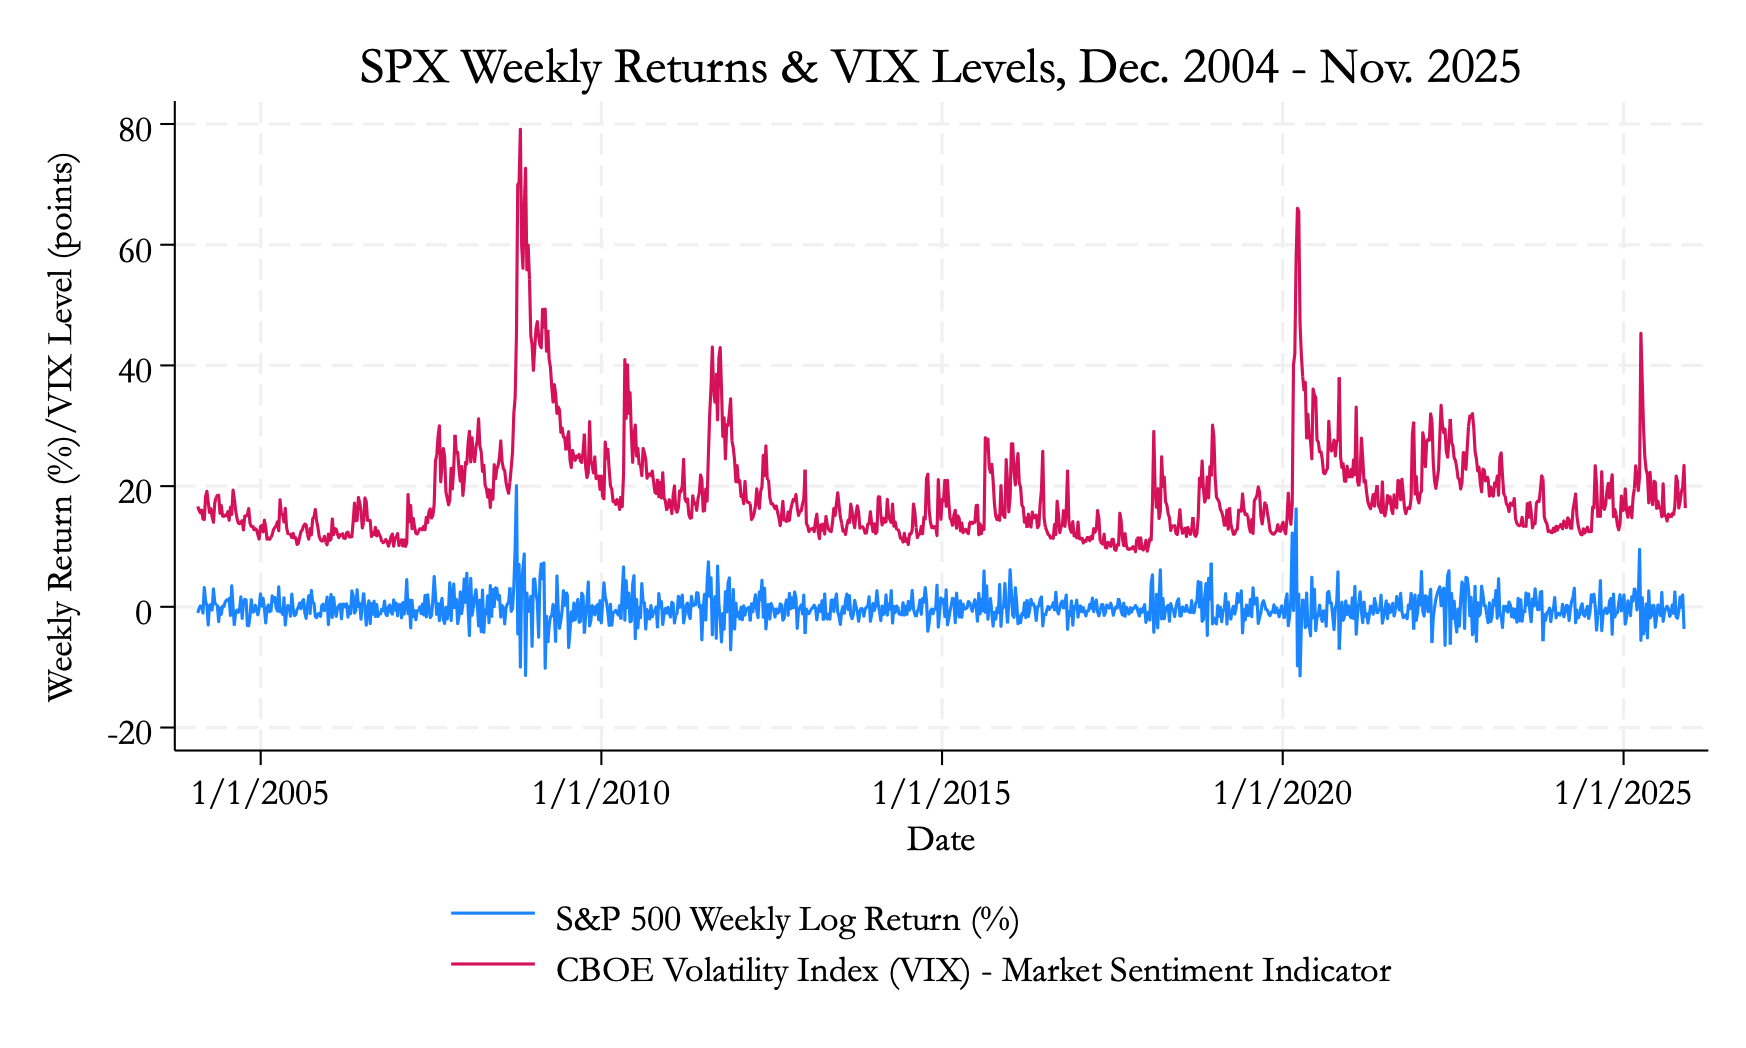 SPX Weekly Returns & VIX Levels, Dec. 2004 - Nov. 2025
Weekly Return (%)/VIX Level (points)
80
60
40
20
0
-20
1/1/2005
1/1/2010
1/1/2015
1/1/2020
1/1/2025
Date
S&P 500 Weekly Log Return (%)
CBOE Volatility Index (VIX) - Market Sentiment Indicator